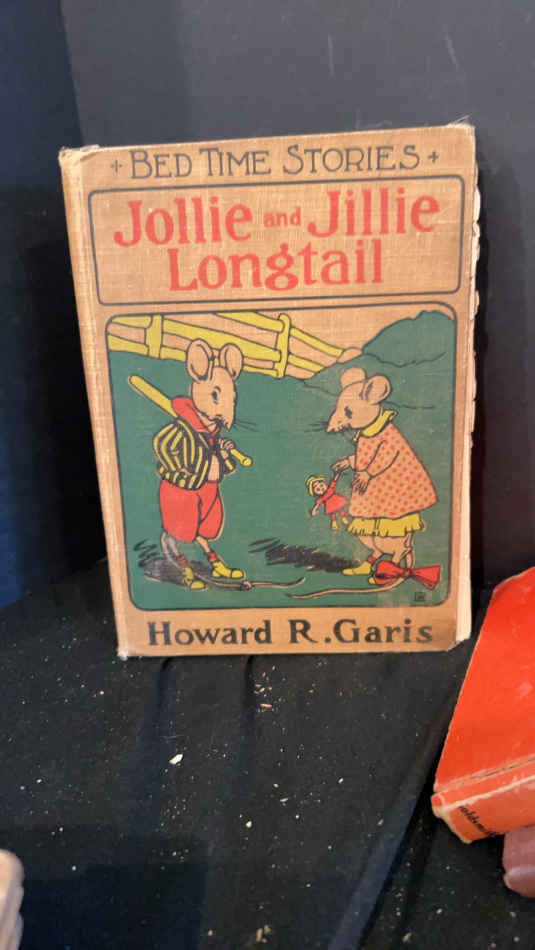 + BED TIME STORIES +
Jollie and Jillie
Longtail
Howard R. Garis